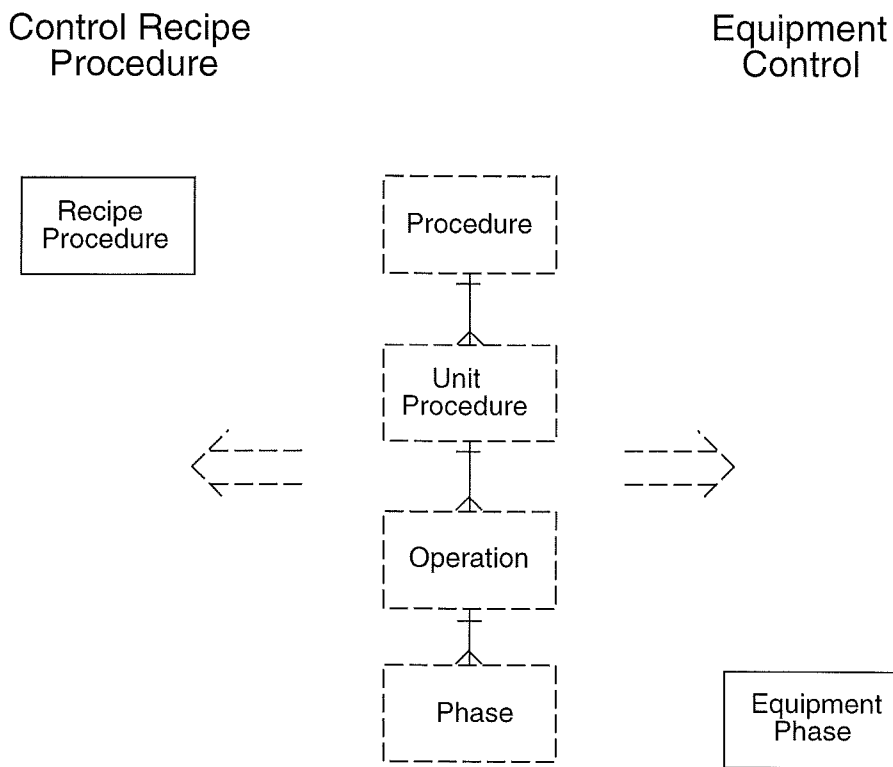 Control Recipe
Procedure
Equipment
Control
Recipe
Procedure
Procedure
Unit
Procedure
Operation
Phase
Equipment
Phase